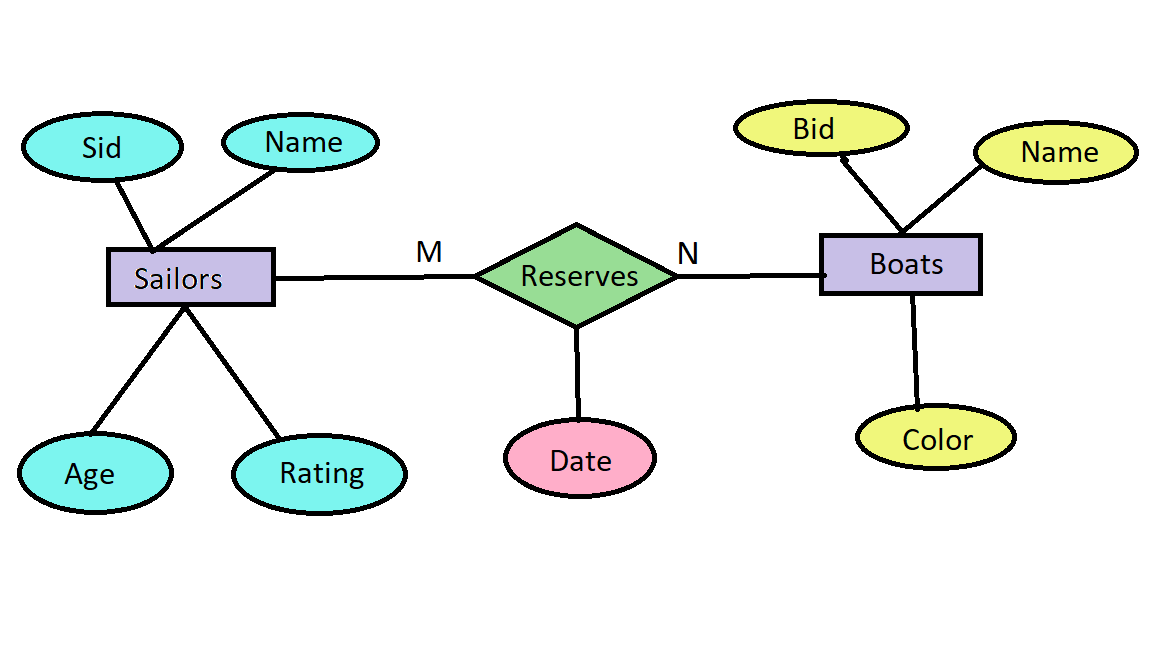 Sid
Name
Bid
Name
Sailors
M
Reserves
N
Boats
Age
Rating
Date
Color